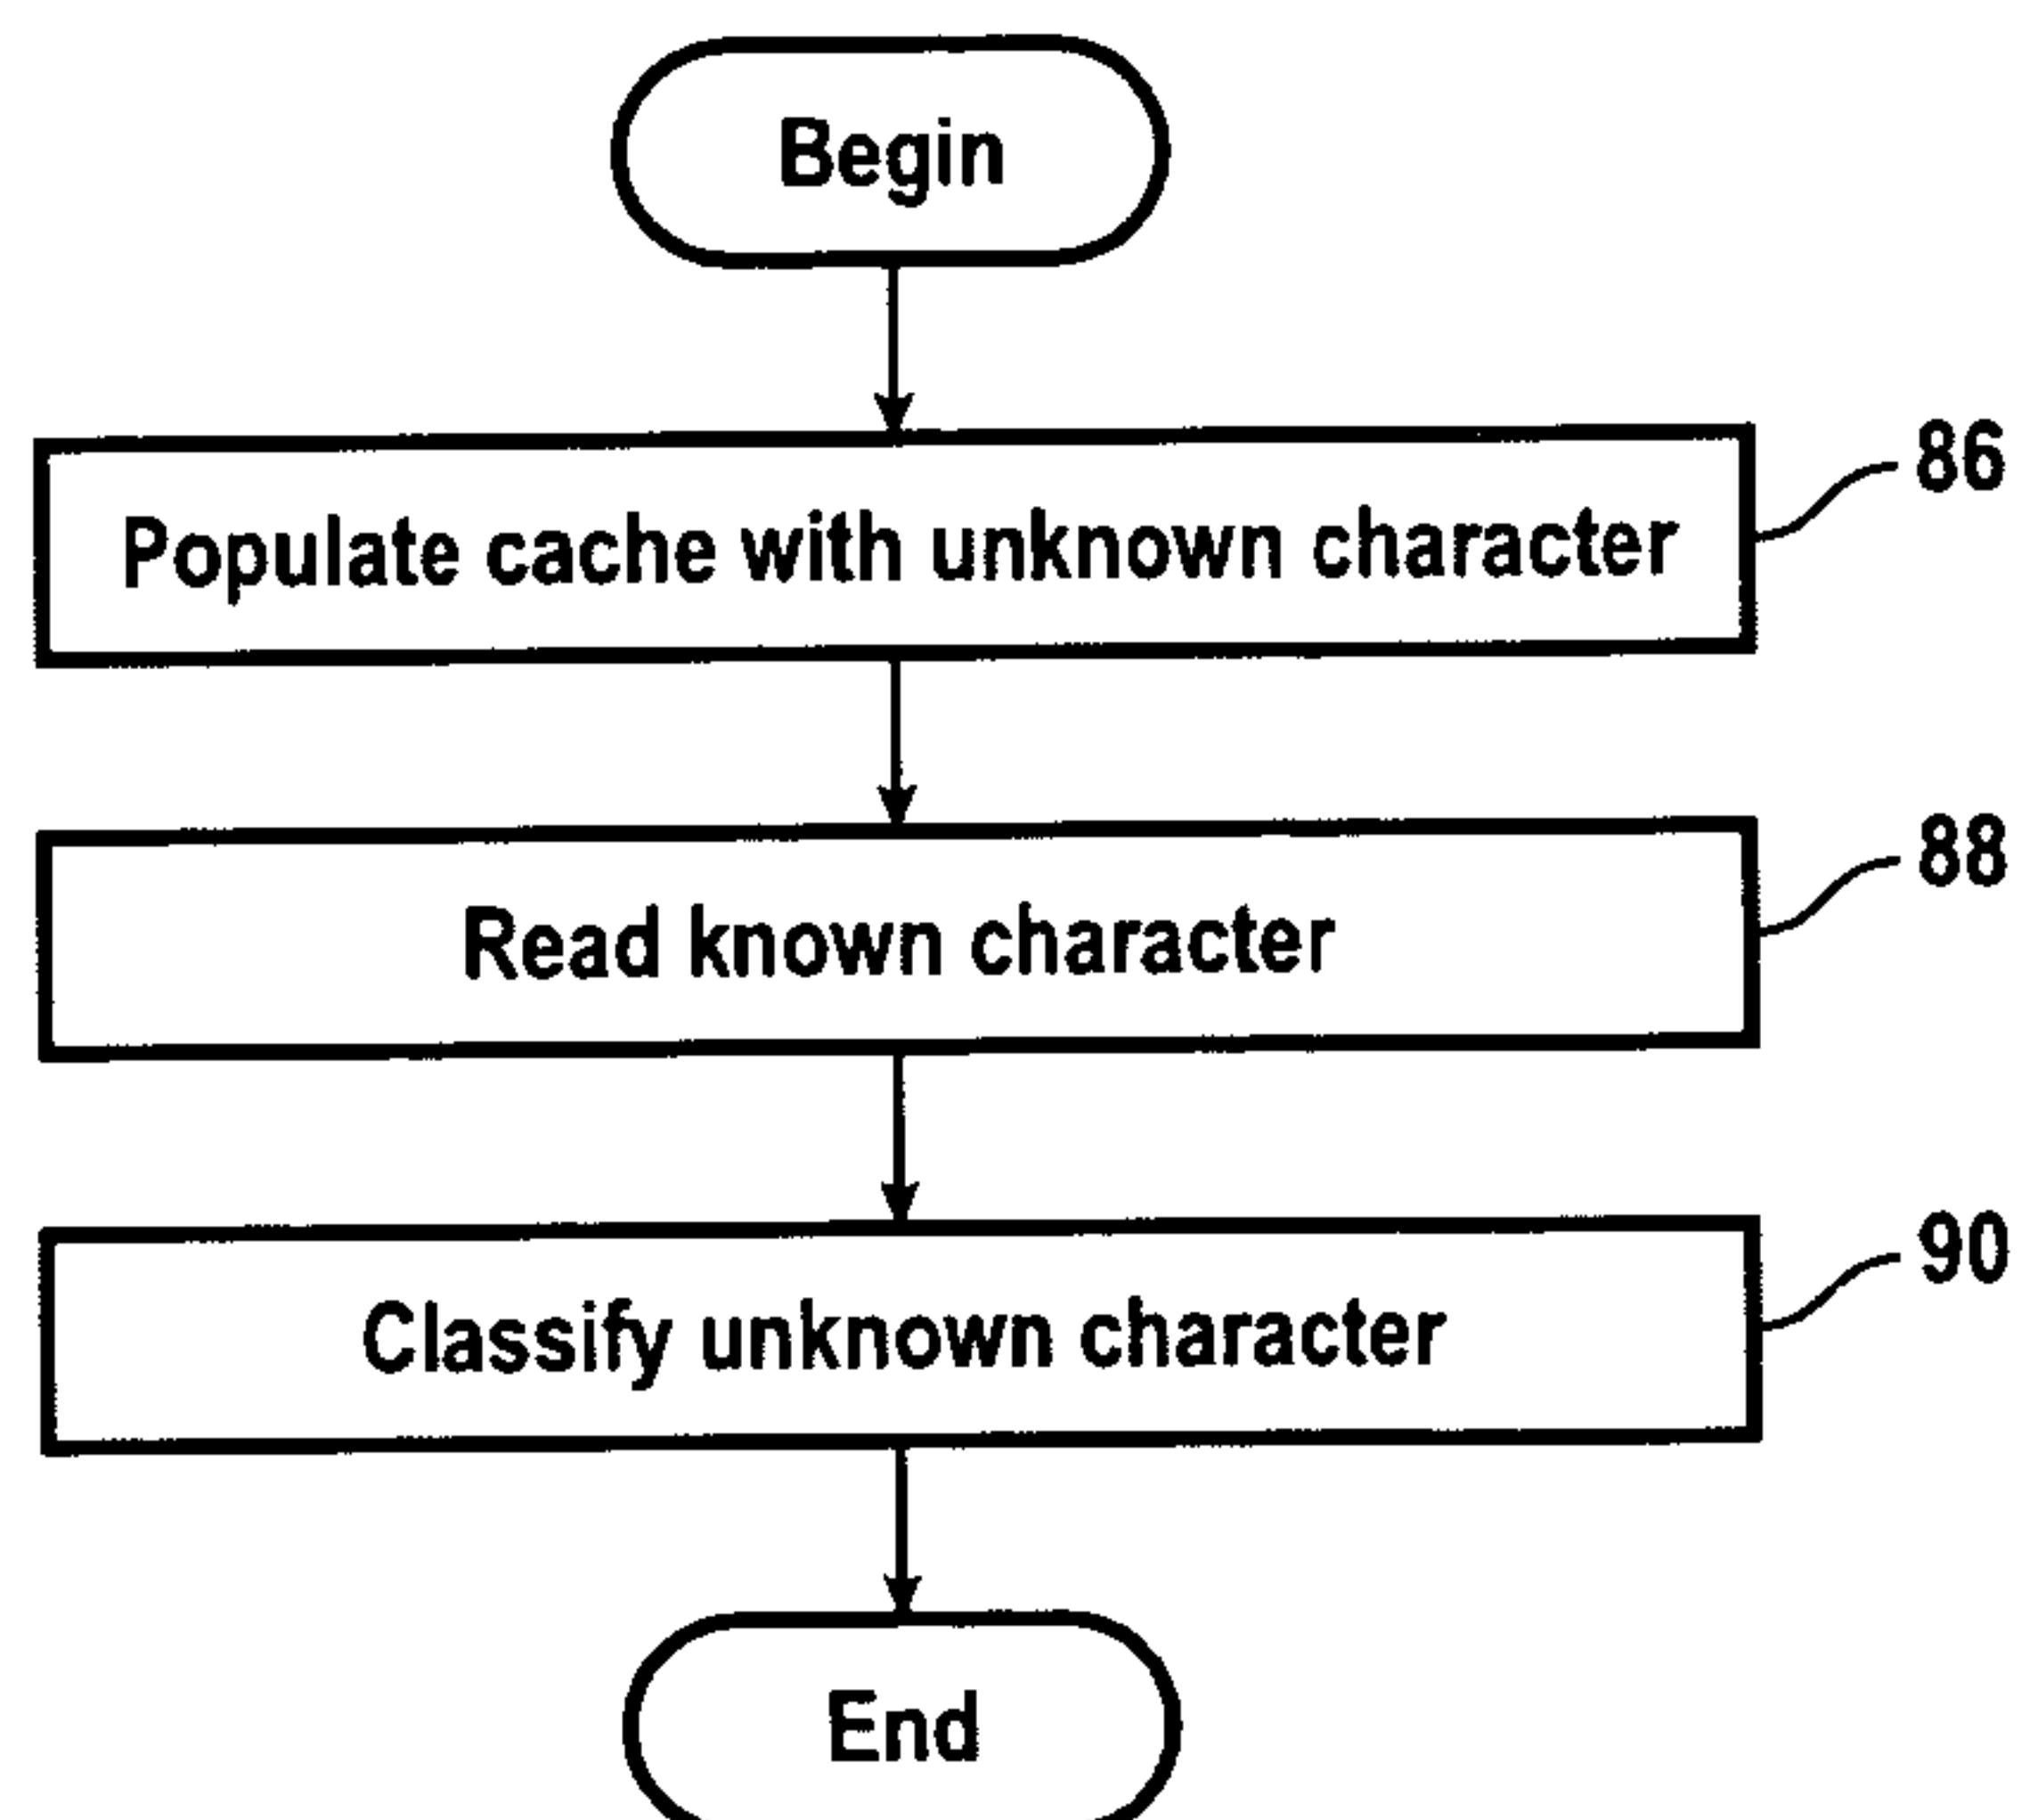 Begin
86
Populate cache with unknown character
88
Read known character
90
Classify unknown character
End